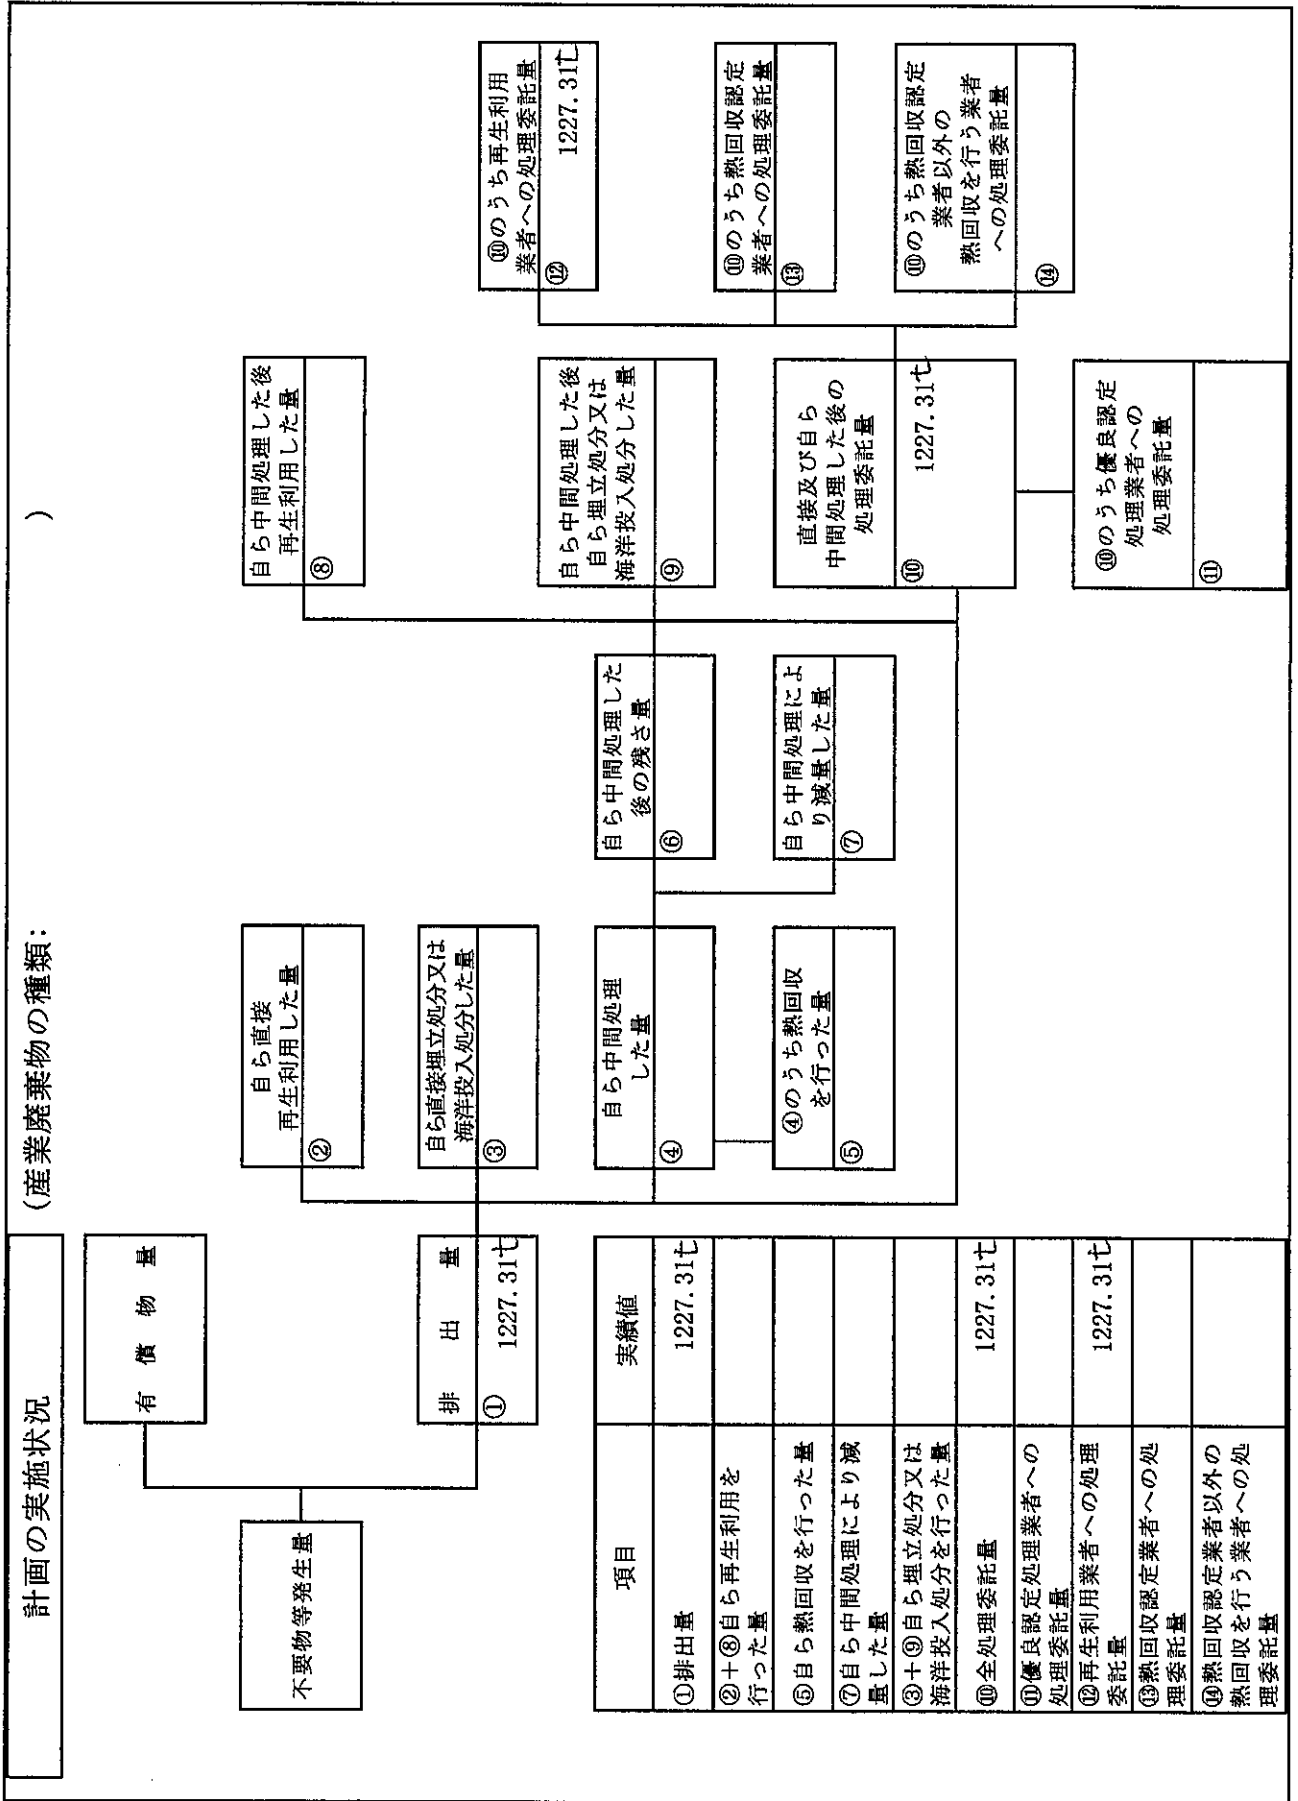 計画の実施状況
(産業廃棄物の種類:
)
有償物量
不要物等発生量
排出量
①
1227.31t
自ら直接
再生利用した量
②
自ら直接埋立処分又は
海洋投入処分した量
③
自ら中間処理
した量
④
④のうち熱回収
を行った量
⑤
自ら中間処理した
後の残さ量
⑥
自ら中間処理によ
り減量した量
⑦
自ら中間処理した後
再生利用した量
⑧
自ら中間処理した後
自ら埋立処分又は
海洋投入処分した量
⑨
直接及び自ら
中間処理した後の
処理委託量
⑩
1227.31t
⑩のうち優良認定
処理業者への
処理委託量
⑪
⑩のうち再生利用
業者への処理委託量
⑫
1227.31t
⑩のうち熱回収認定
業者への処理委託量
⑬
⑩のうち熱回収認定
業者以外の
熱回収を行う業者
への処理委託量
⑭
項目
実績値
①排出量
1227.31t
②+⑧自ら再生利用を
行った量
⑤自ら熱回収を行った量
⑦自ら中間処理により減
量した量
③+⑨自ら埋立処分又は
海洋投入処分を行った量
⑩全処理委託量
1227.31t
⑪優良認定処理業者への
処理委託量
⑫再生利用業者への処理
委託量
1227.31t
⑬熱回収認定業者への処
理委託量
⑭熱回収認定業者以外の
熱回収を行う業者への処
理委託量